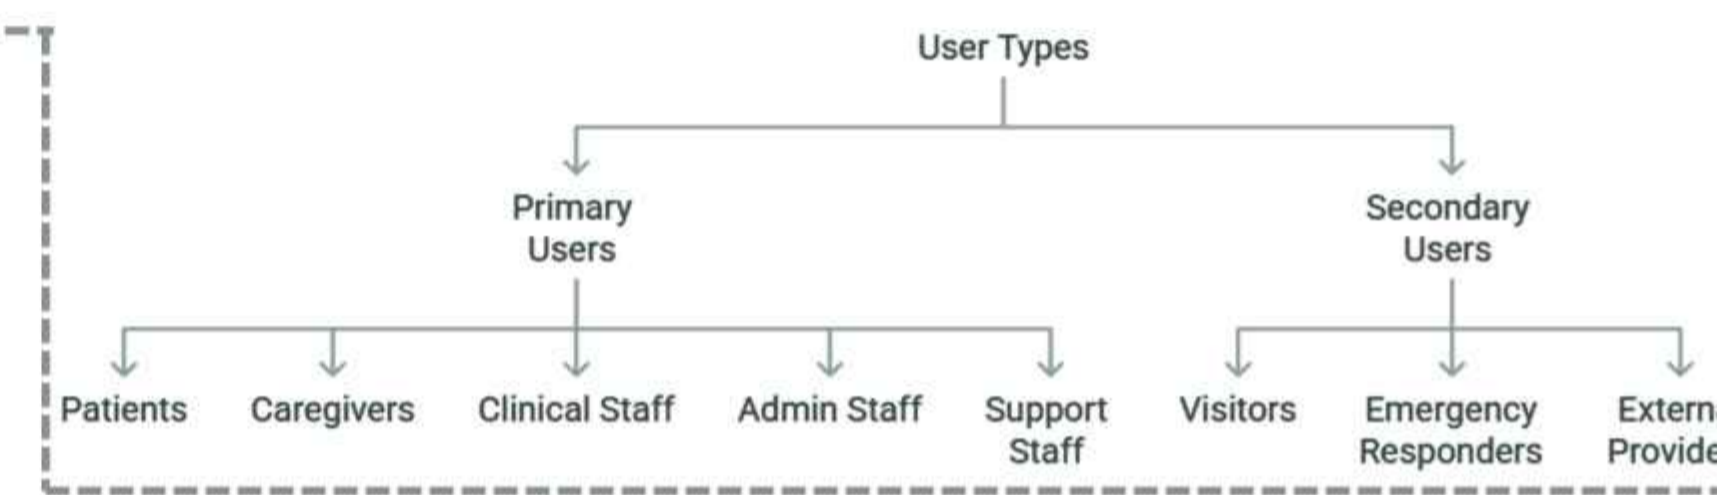 User Types
Primary
Users
Secondary
Users
Patients
Caregivers
Clinical Staff
Admin Staff
Support
Staff
Visitors
Emergency
Responders